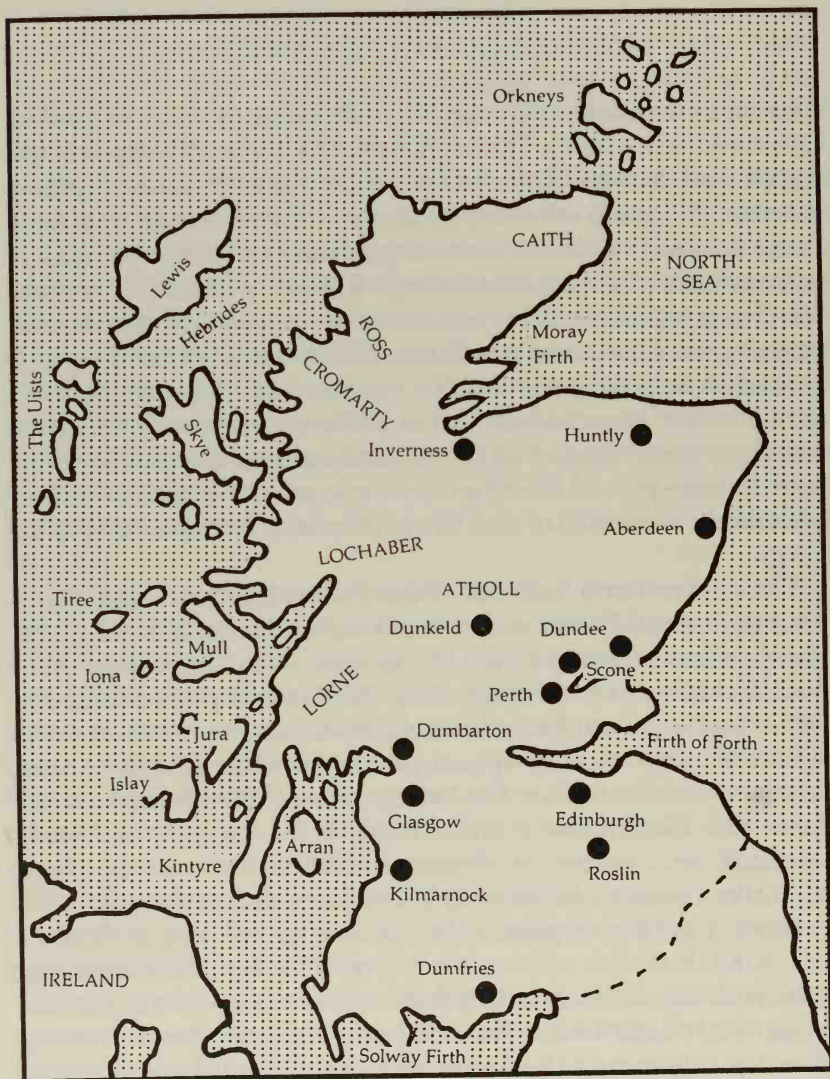 Orkneys
CAITH
NORTH
SEA
Lewis
Hebrides
ROSS
Moray
Firth
CROMARTY
The Uists
Skye
Inverness
Huntly
Aberdeen
LOCHABER
ATHOLL
Tiree
Dunkeld
Dundee
Mull
Iona
Scone
Perth
LORNE
Jura
Dumbarton
Firth of Forth
Islay
Glasgow
Edinburgh
Arran
Roslin
Kintyre
Kilmarnock
IRELAND
Dumfries
Solway Firth